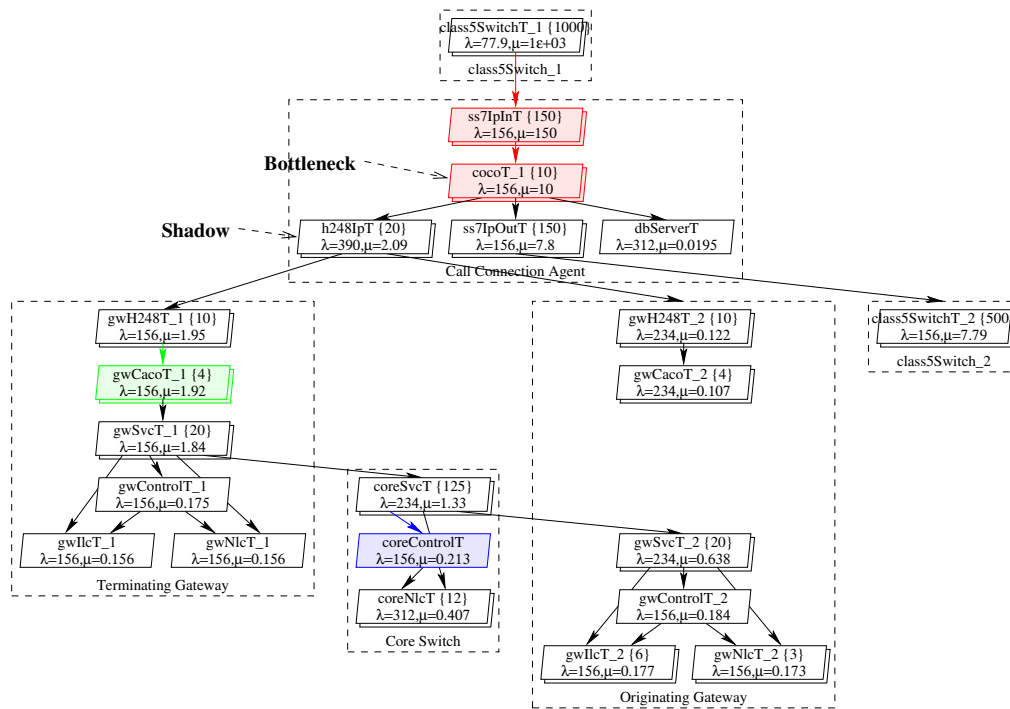 class5SwitchT_1 {1000}
λ=77.9,μ=1e+03
class5Switch_1
ss7IpInT {150}
λ=156,μ=150
Bottleneck
cocoT_1 {10}
λ=156,μ=10
Shadow
h248IpT {20}
λ=390,μ=2.09
ss7IpOutT {150}
λ=156,μ=7.8
dbServerT
λ=312,μ=0.0195
Call Connection Agent
gwH248T_1 {10}
λ=156,μ=1.95
gwH248T_2 {10}
λ=234,μ=0.122
class5SwitchT_2 {500}
λ=156,μ=7.79
class5Switch_2
gwCacoT_1 {4}
λ=156,μ=1.92
gwCacoT_2 {4}
λ=234,μ=0.107
gwSvcT_1 {20}
λ=156,μ=1.84
gwControlT_1
λ=156,μ=0.175
coreSvcT {125}
λ=234,μ=1.33
gwIlcT_1
λ=156,μ=0.156
gwNlcT_1
λ=156,μ=0.156
Terminating Gateway
coreControlT
λ=156,μ=0.213
gwSvcT_2 {20}
λ=234,μ=0.638
coreNlcT {12}
λ=312,μ=0.407
Core Switch
gwControlT_2
λ=156,μ=0.184
gwIlcT_2 {6}
λ=156,μ=0.177
gwNlcT_2 {3}
λ=156,μ=0.173
Originating Gateway